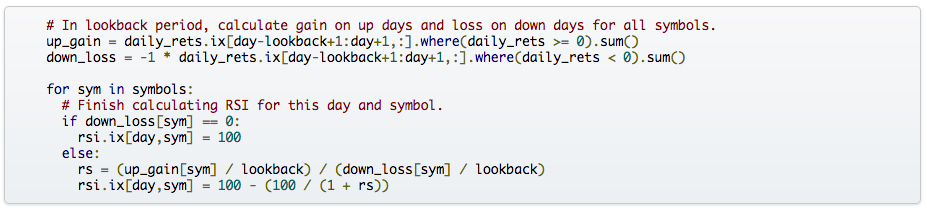 # In lookback period, calculate gain on up days and loss on down days for all symbols.
up_gain = daily_rets.ix[day-lookback+1:day+1,:].where(daily_rets >= 0).sum()
down_loss = -1 * daily_rets.ix[day-lookback+1:day+1,:].where(daily_rets < 0).sum()

for sym in symbols:
  # Finish calculating RSI for this day and symbol.
  if down_loss[sym] == 0:
    rsi.ix[day,sym] = 100
  else:
    rs = (up_gain[sym] / lookback) / (down_loss[sym] / lookback)
    rsi.ix[day,sym] = 100 - (100 / (1 + rs))